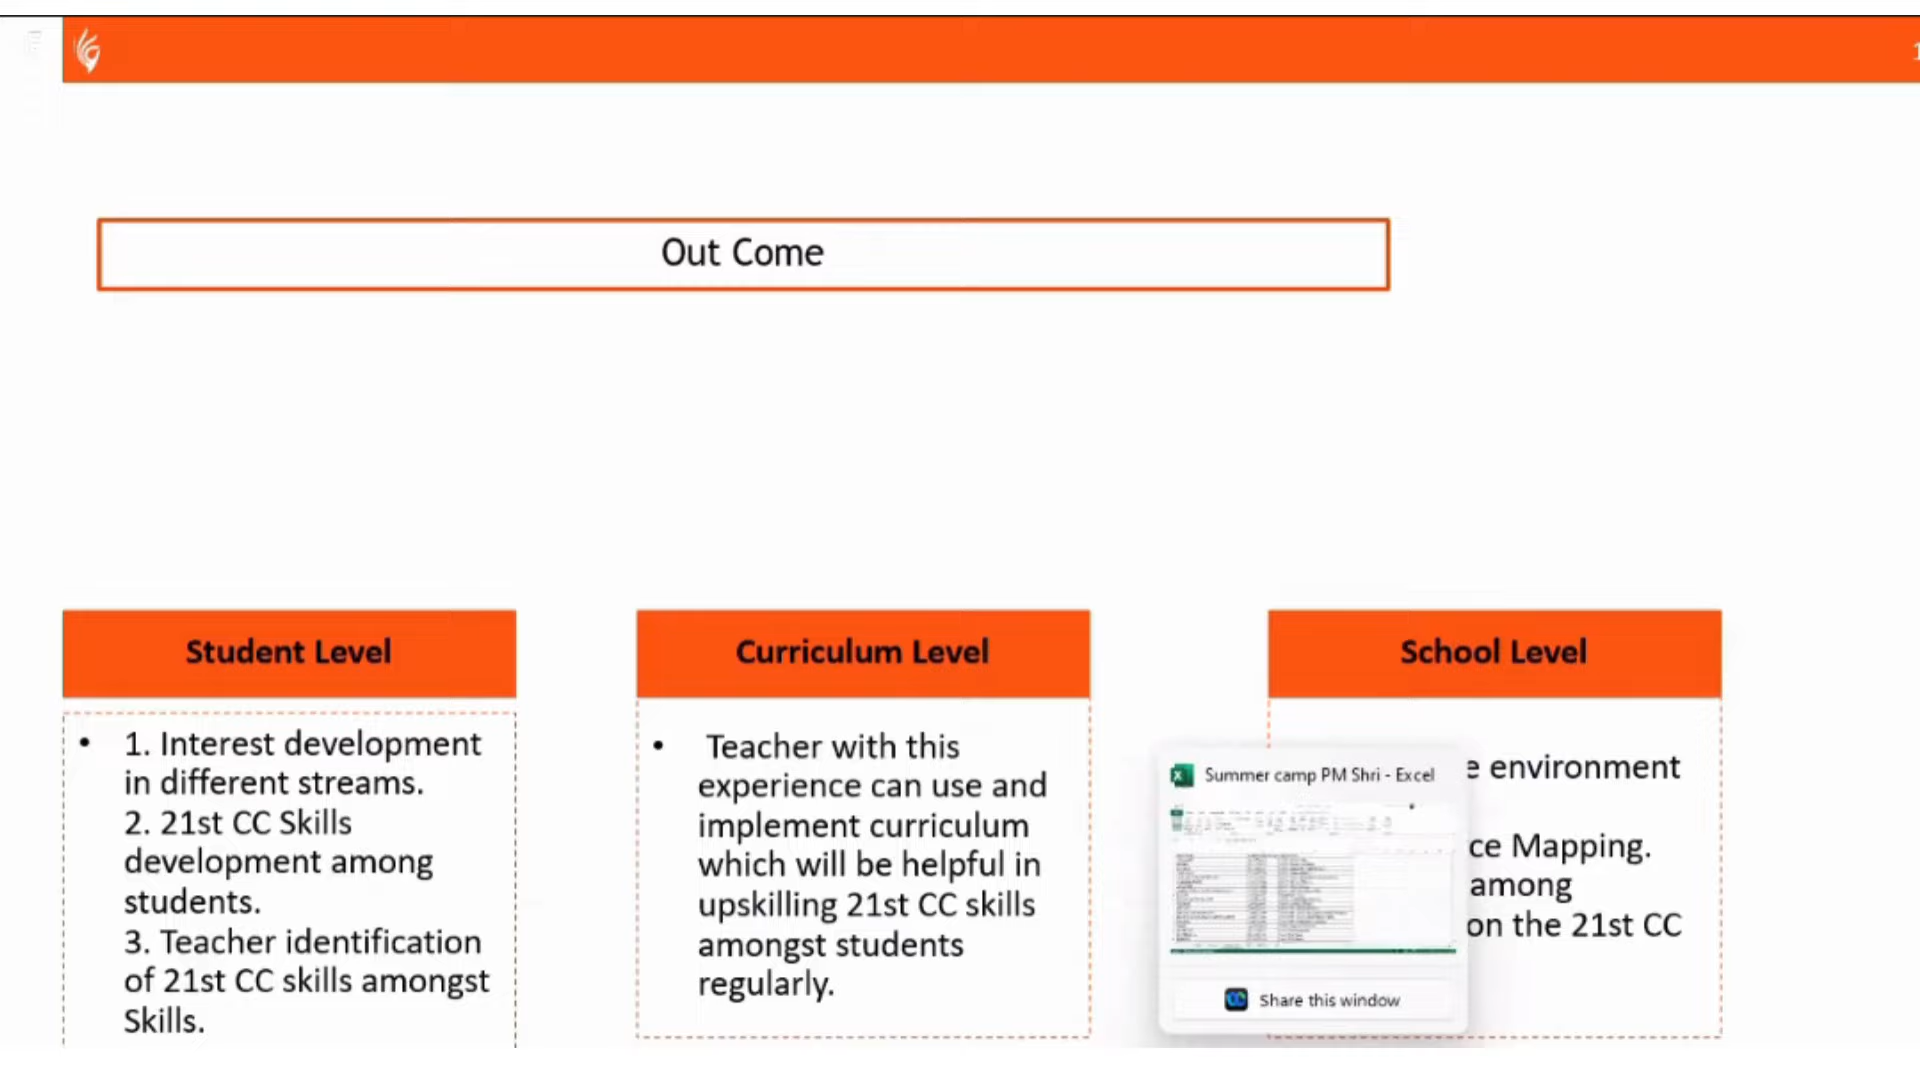 Out Come
Student Level
• 1. Interest development
in different streams.
2. 21st CC Skills
development among
students.
3. Teacher identification
of 21st CC skills amongst
Skills.
Curriculum Level
• Teacher with this
experience can use and
implement curriculum
which will be helpful in
upskilling 21st CC skills
amongst students
regularly.
School Level
environment
Mapping.
among
on the 21st CC
Summer camp PM Shri - Excel
Share this window